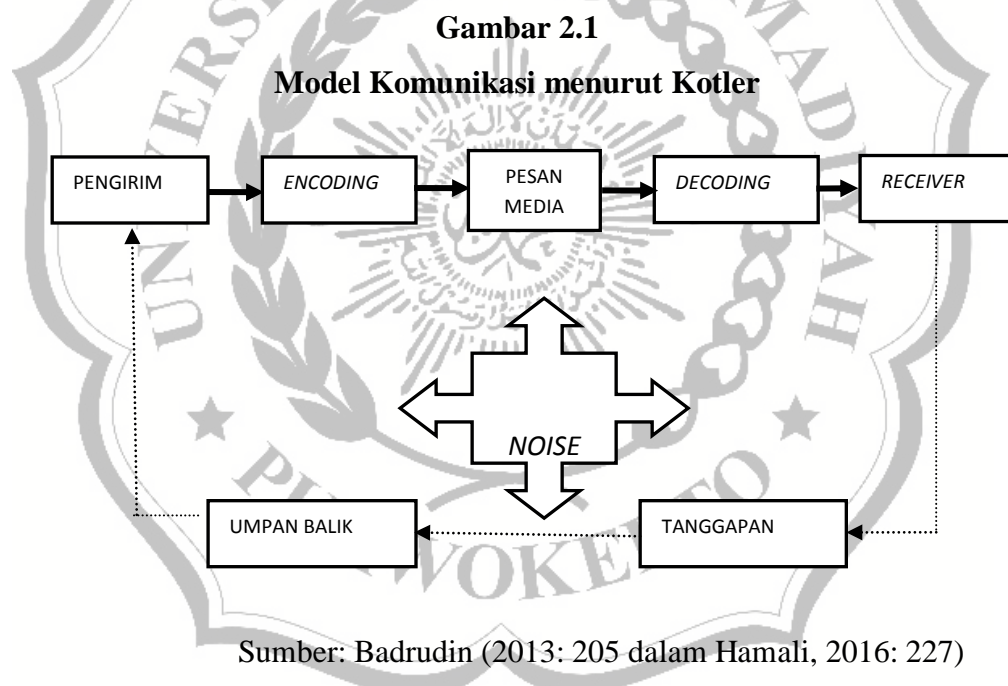 Gambar 2.1
Model Komunikasi menurut Kotler
PENGIRIM
ENCODING
PESAN
MEDIA
DECODING
RECEIVER
NOISE
UMPAN BALIK
TANGGAPAN
Sumber: Badrudin (2013: 205 dalam Hamali, 2016: 227)